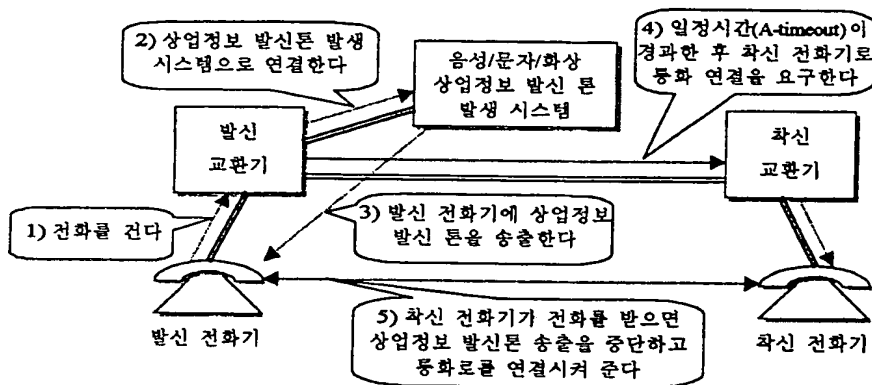 2) 상업정보 발신톤 발생
시스템으로 연결한다
음성/문자/화상
상업정보 발신 톤
발생 시스템
4) 일정시간(A-timeout)이
경과한 후 착신 전화기로
통화 연결을 요구한다
발신
교환기
착신
교환기
1) 전화를 건다
3) 발신 전화기에 상업정보
발신 톤을 송출한다
발신 전화기
5) 착신 전화기가 전화를 받으면
상업정보 발신톤 송출을 중단하고
통화로를 연결시켜 준다
착신 전화기